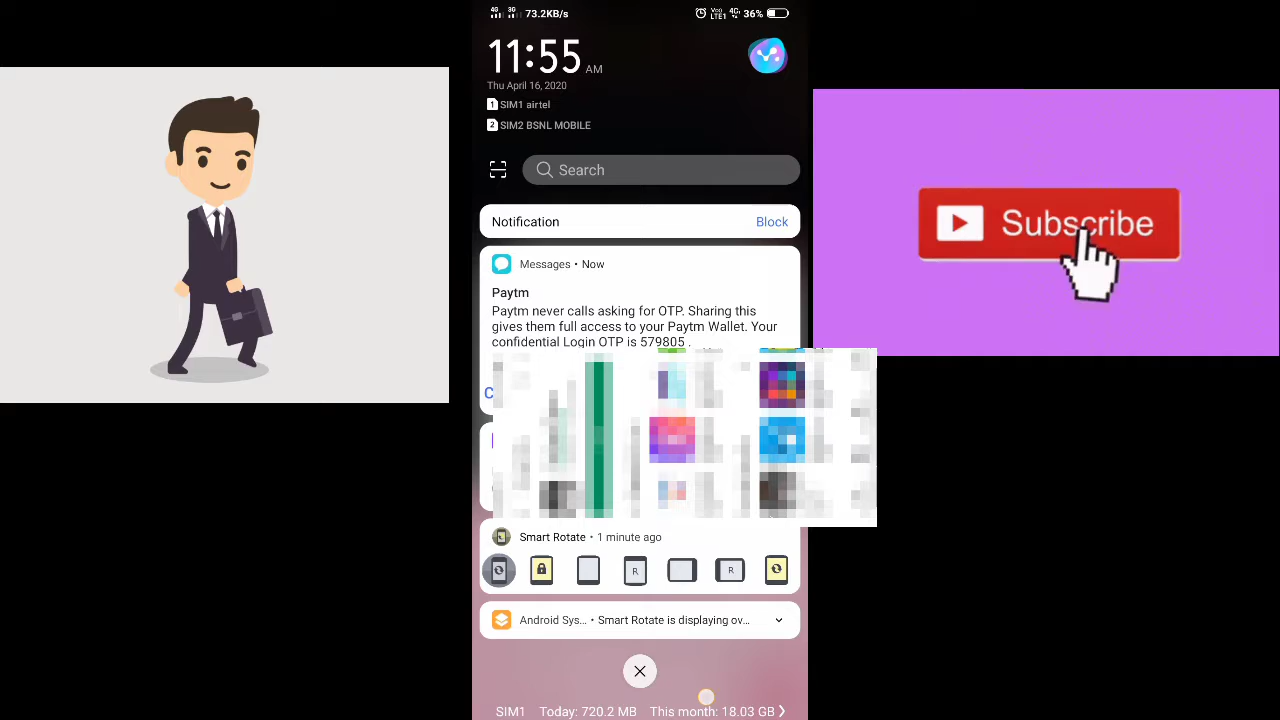 4G 3G 73.2KB/s
VoD LTE1 4G 36%
11:55 AM
Thu April 16, 2020
1 SIM1 airtel
2 SIM2 BSNL MOBILE
Search
Notification Block
Messages • Now
Paytm
Paytm never calls asking for OTP. Sharing this
gives them full access to your Paytm Wallet. Your
confidential Login OTP is 579805 .
C
Smart Rotate • 1 minute ago
R R
Android Sys... • Smart Rotate is displaying ov...
SIM1 Today: 720.2 MB This month: 18.03 GB
Subscribe